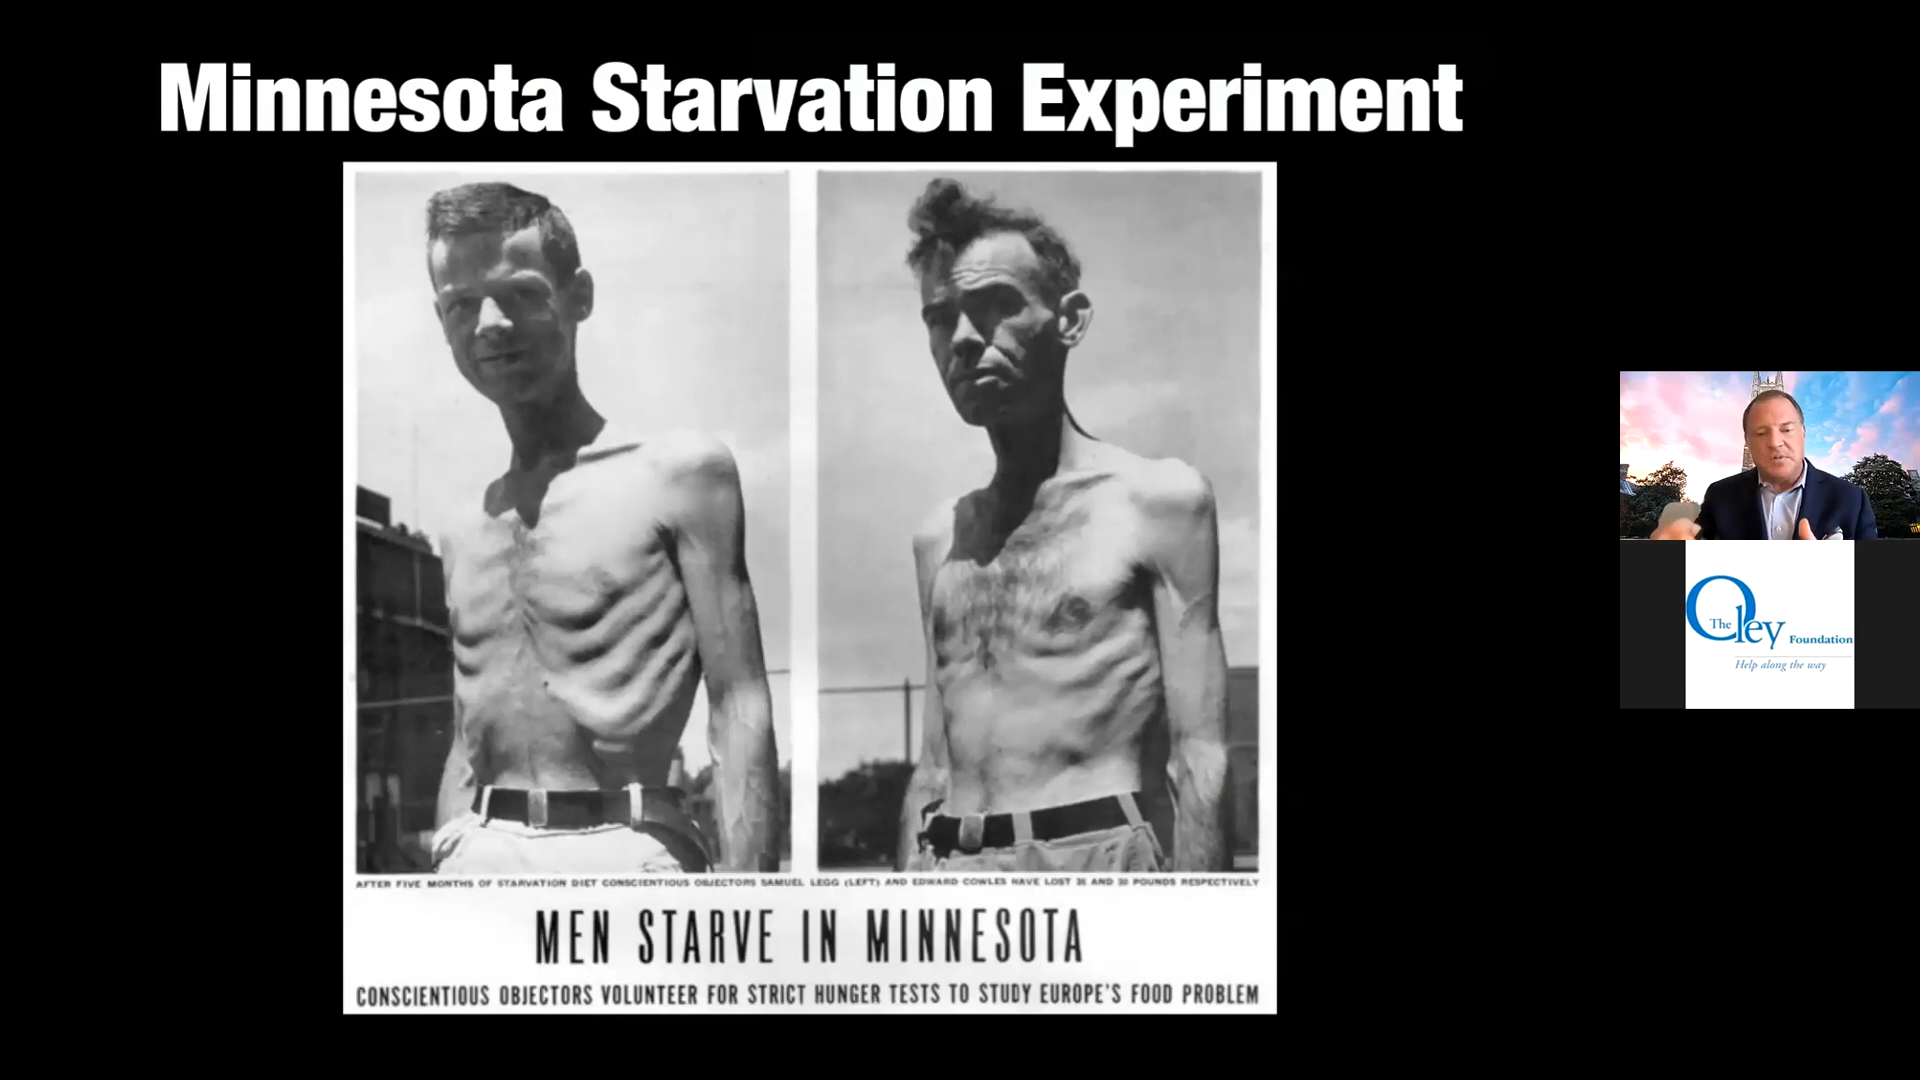 Minnesota Starvation Experiment
AFTER FIVE MONTHS OF STARVATION DIET CONSCIENTIOUS OBJECTORS SAMUEL LEGG (LEFT) AND EDWARD COWLES HAVE LOST AND POUNDS RESPECTIVELY
MEN STARVE IN MINNESOTA
CONSCIENTIOUS OBJECTORS VOLUNTEER FOR STRICT HUNGER TESTS TO STUDY EUROPE'S FOOD PROBLEM
The Oley Foundation
Help along the way